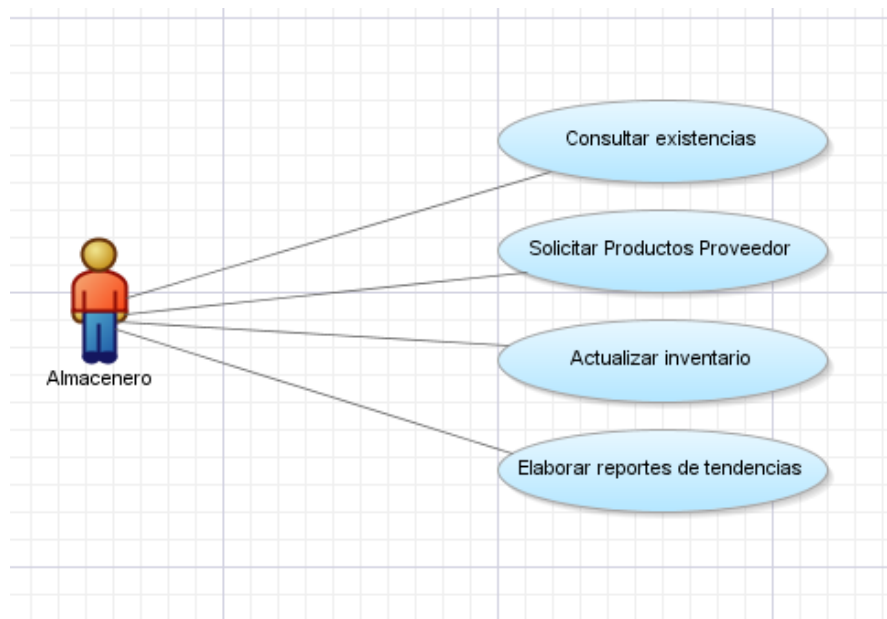 Consultar existencias
Solicitar Productos Proveedor
Almacenero
Actualizar inventario
Elaborar reportes de tendencias